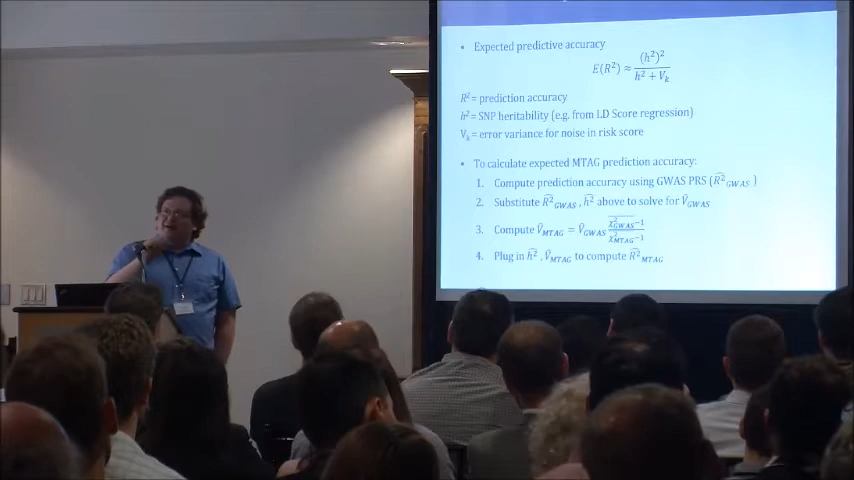 • Expected predictive accuracy
E(R²) ≈ (h²)² / (h² + Vₖ)
R² = prediction accuracy
h² = SNP heritability (e.g. from LD Score regression)
Vₖ = error variance for noise in risk score
• To calculate expected MTAG prediction accuracy:
1. Compute prediction accuracy using GWAS PRS (R̂²_GWAS)
2. Substitute R̂²_GWAS, ĥ² above to solve for V̂_GWAS
3. Compute V̂_MTAG = V̂_GWAS (χ̅²_GWAS−1) / (χ̅²_MTAG−1)
4. Plug in ĥ², V̂_MTAG to compute R̂²_MTAG